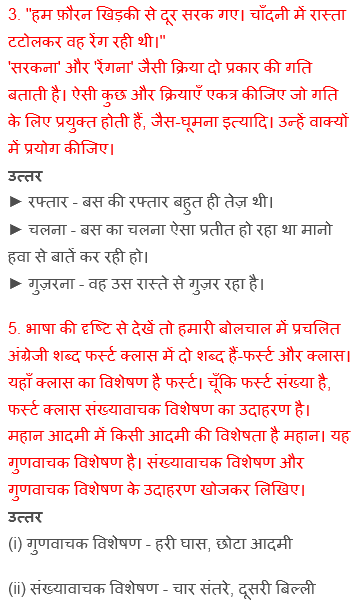 3. "हम फ़ौरन खिड़की से दूर सरक गए। चाँदनी में रास्ता
टटोलकर वह रेंग रही थी।"
'सरकना' और 'रेंगना' जैसी क्रिया दो प्रकार की गति
बताती है। ऐसी कुछ और क्रियाएँ एकत्र कीजिए जो गति
के लिए प्रयुक्त होती हैं, जैस-घूमना इत्यादि। उन्हें वाक्यों
में प्रयोग कीजिए।
उत्तर
► रफ्तार - बस की रफ्तार बहुत ही तेज़ थी।
► चलना - बस का चलना ऐसा प्रतीत हो रहा था मानो
हवा से बातें कर रही हो।
► गुज़रना - वह उस रास्ते से गुज़र रहा है।
5. भाषा की दृष्टि से देखें तो हमारी बोलचाल में प्रचलित
अंग्रेजी शब्द फर्स्ट क्लास में दो शब्द हैं-फर्स्ट और क्लास।
यहाँ क्लास का विशेषण है फर्स्ट। चूँकि फर्स्ट संख्या है,
फर्स्ट क्लास संख्यावाचक विशेषण का उदाहरण है।
महान आदमी में किसी आदमी की विशेषता है महान। यह
गुणवाचक विशेषण है। संख्यावाचक विशेषण और
गुणवाचक विशेषण के उदाहरण खोजकर लिखिए।
उत्तर
(i) गुणवाचक विशेषण - हरी घास, छोटा आदमी
(ii) संख्यावाचक विशेषण - चार संतरे, दूसरी बिल्ली